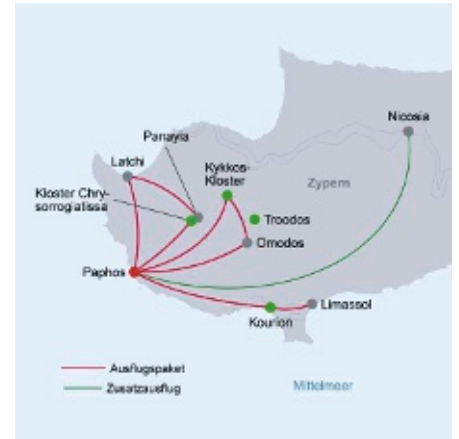 Nicosia
Panayia
Latchi
Kykkos-
Kloster
Kloster Chry-
sorrogiatissa
Zypern
Troodos
Omodos
Paphos
Limassol
Kourion
Ausflugspaket
Zusatzausflug
Mittelmeer